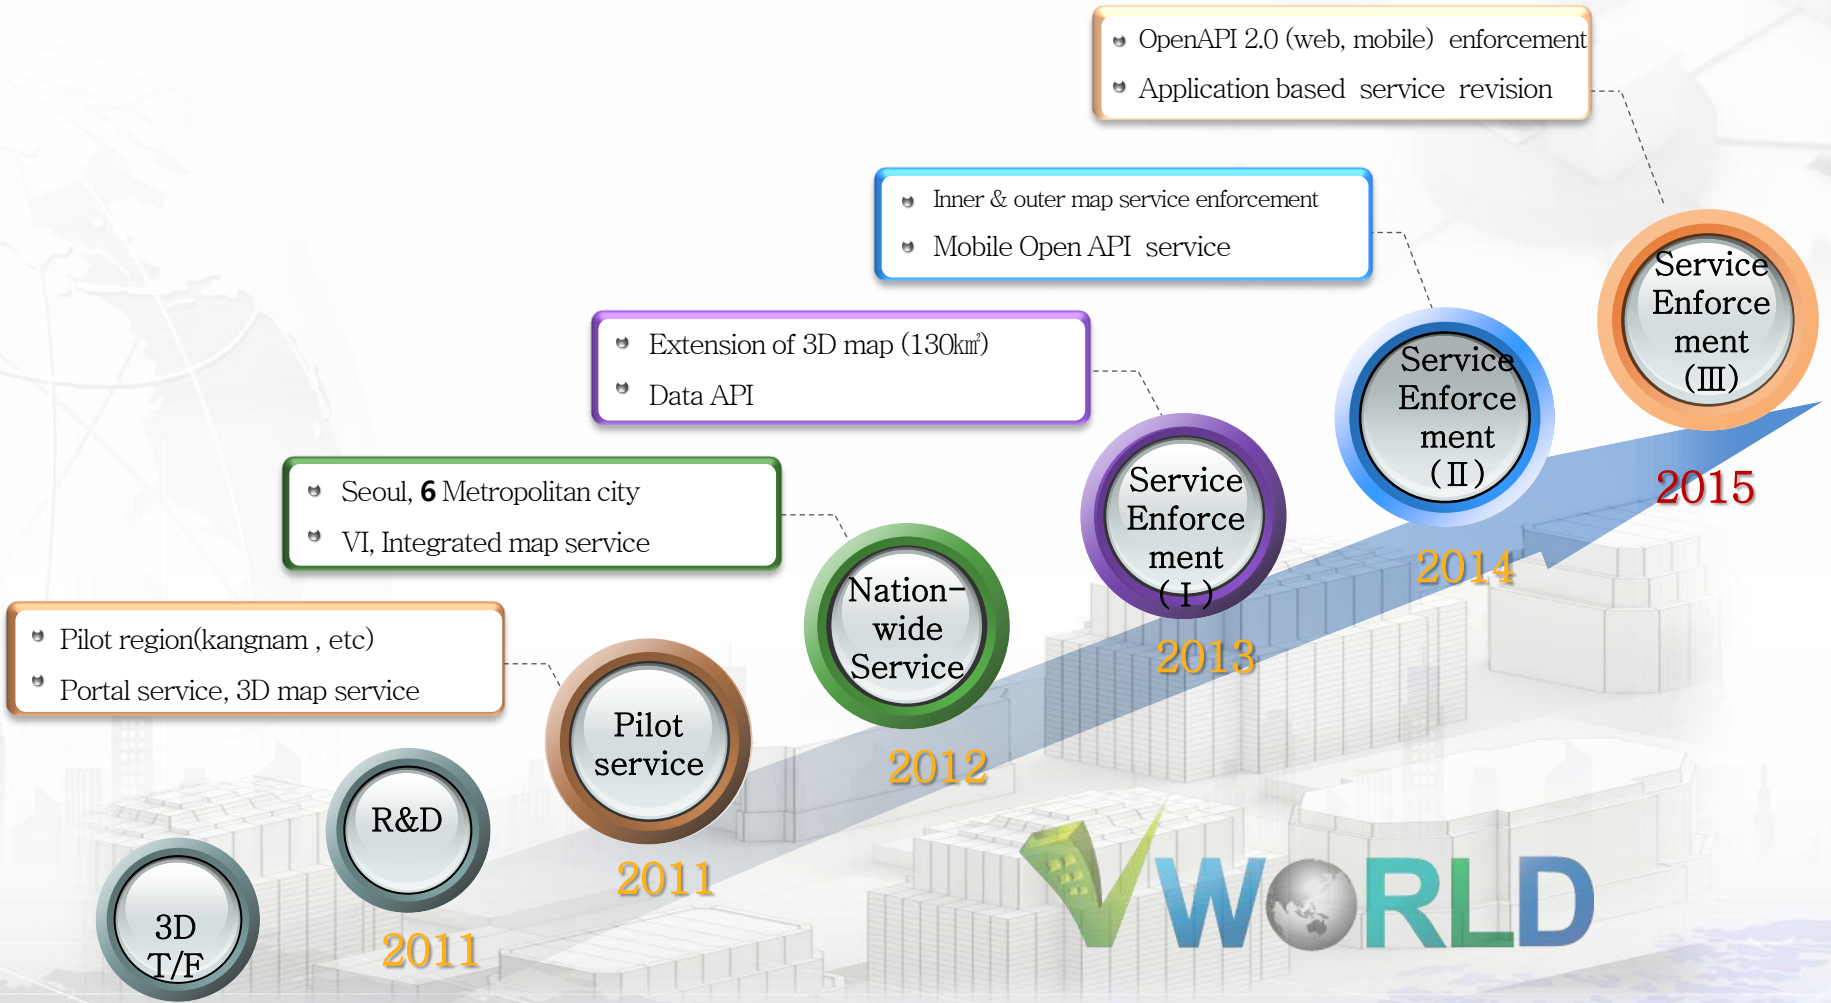 OpenAPI 2.0 (web, mobile) enforcement
Application based service revision
Inner & outer map service enforcement
Mobile Open API service
Extension of 3D map (130㎢)
Data API
Seoul, 6 Metropolitan city
VI, Integrated map service
Pilot region(kangnam , etc)
Portal service, 3D map service
3D
T/F
R&D
2011
Pilot
service
2011
Nation-
wide
Service
2012
Service
Enforce
ment
(Ⅰ)
2013
Service
Enforce
ment
(Ⅱ)
2014
Service
Enforce
ment
(Ⅲ)
2015
VWORLD